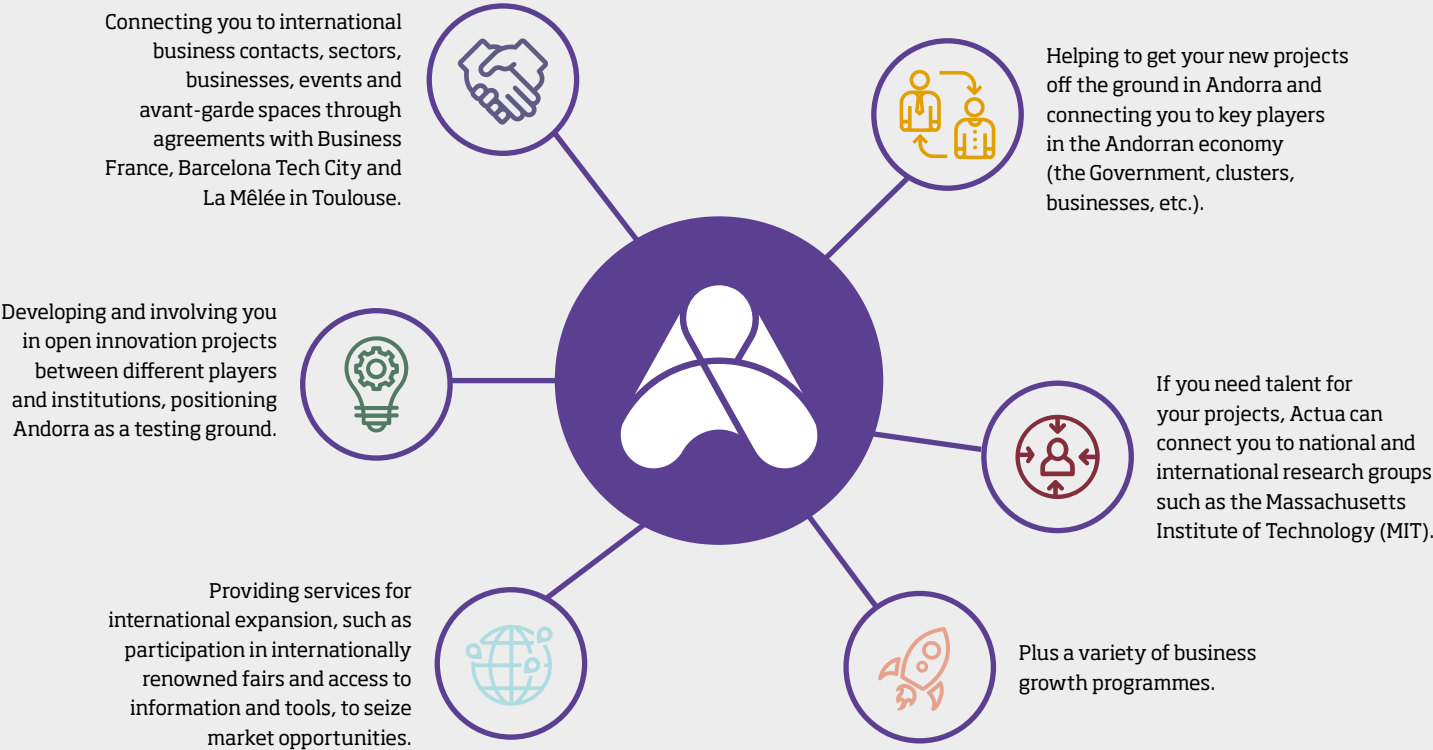 Connecting you to international
business contacts, sectors,
businesses, events and
avant-garde spaces through
agreements with Business
France, Barcelona Tech City and
La Mêlée in Toulouse.
Helping to get your new projects
off the ground in Andorra and
connecting you to key players
in the Andorran economy
(the Government, clusters,
businesses, etc.).
Developing and involving you
in open innovation projects
between different players
and institutions, positioning
Andorra as a testing ground.
If you need talent for
your projects, Actua can
connect you to national and
international research groups
such as the Massachusetts
Institute of Technology (MIT).
Providing services for
international expansion, such as
participation in internationally
renowned fairs and access to
information and tools, to seize
market opportunities.
Plus a variety of business
growth programmes.